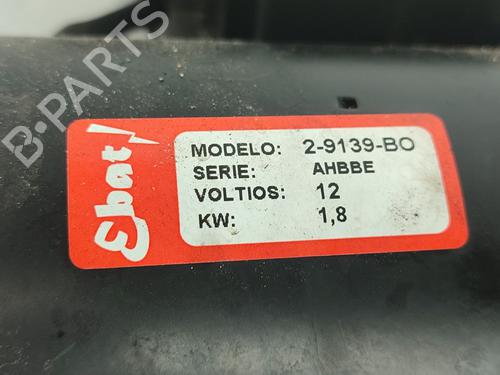 Ebat
MODELO: 2-9139-BO
SERIE: AHBBE
VOLTIOS: 12
KW: 1,8
B-PARTS